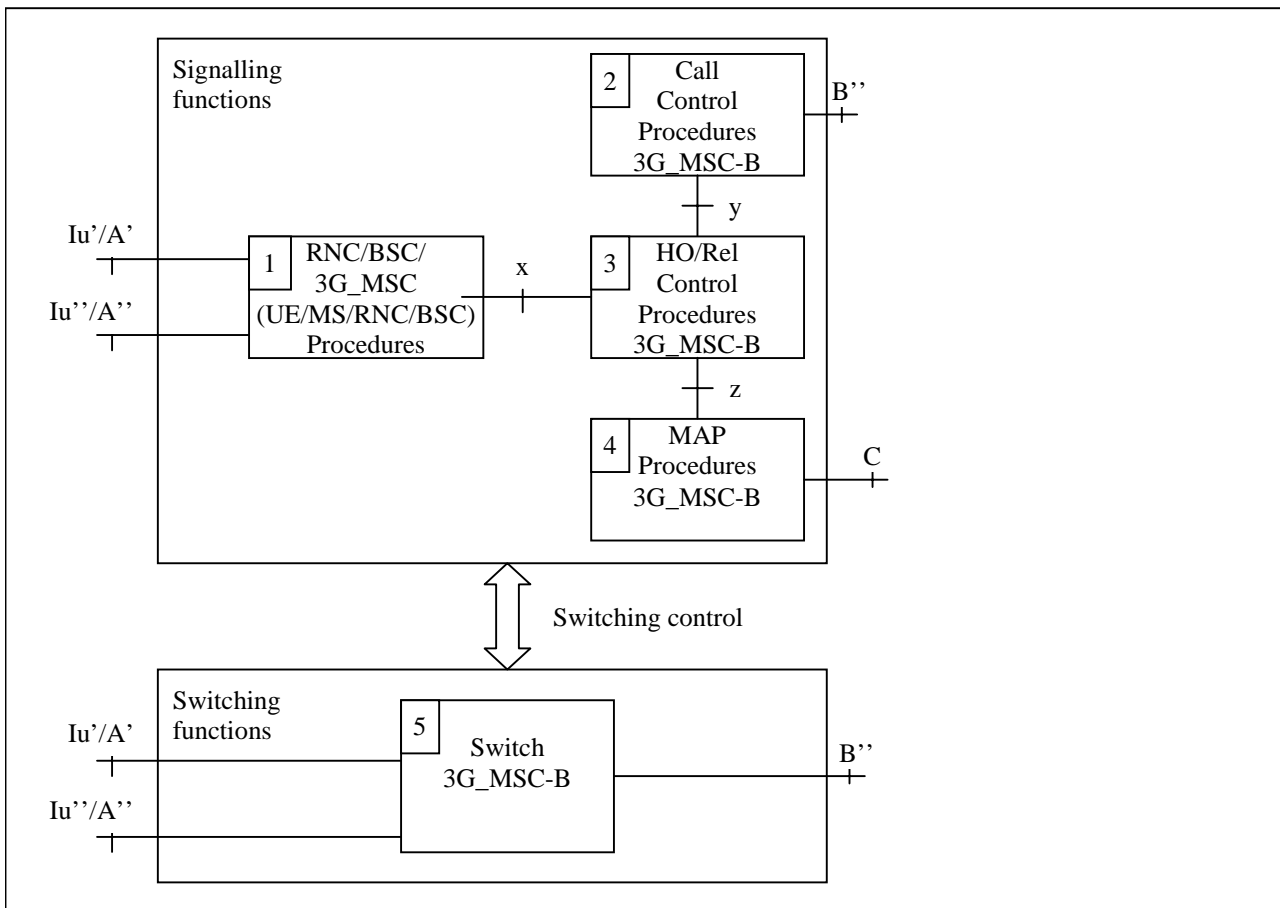 Signalling
functions
2
Call
Control
Procedures
3G_MSC-B
B’’
y
Iu’/A'
Iu’’/A’’
1
RNC/BSC/
3G_MSC
(UE/MS/RNC/BSC)
Procedures
x
3
HO/Rel
Control
Procedures
3G_MSC-B
z
4
MAP
Procedures
3G_MSC-B
C
Switching control
Switching
functions
Iu’/A'
Iu’’/A’’
5
Switch
3G_MSC-B
B’’